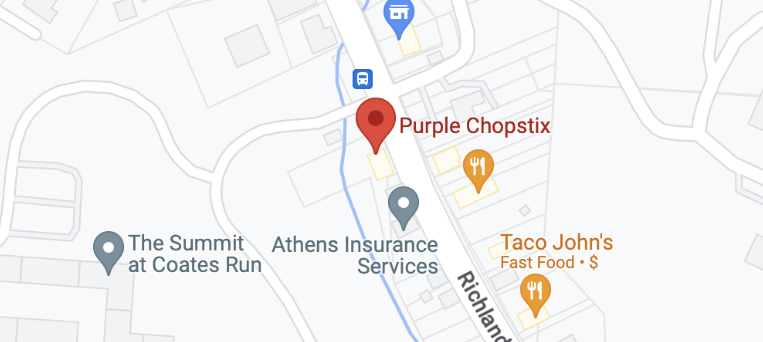 Purple Chopstix
The Summit
at Coates Run
Athens Insurance
Services
Taco John's
Fast Food • $
Richland